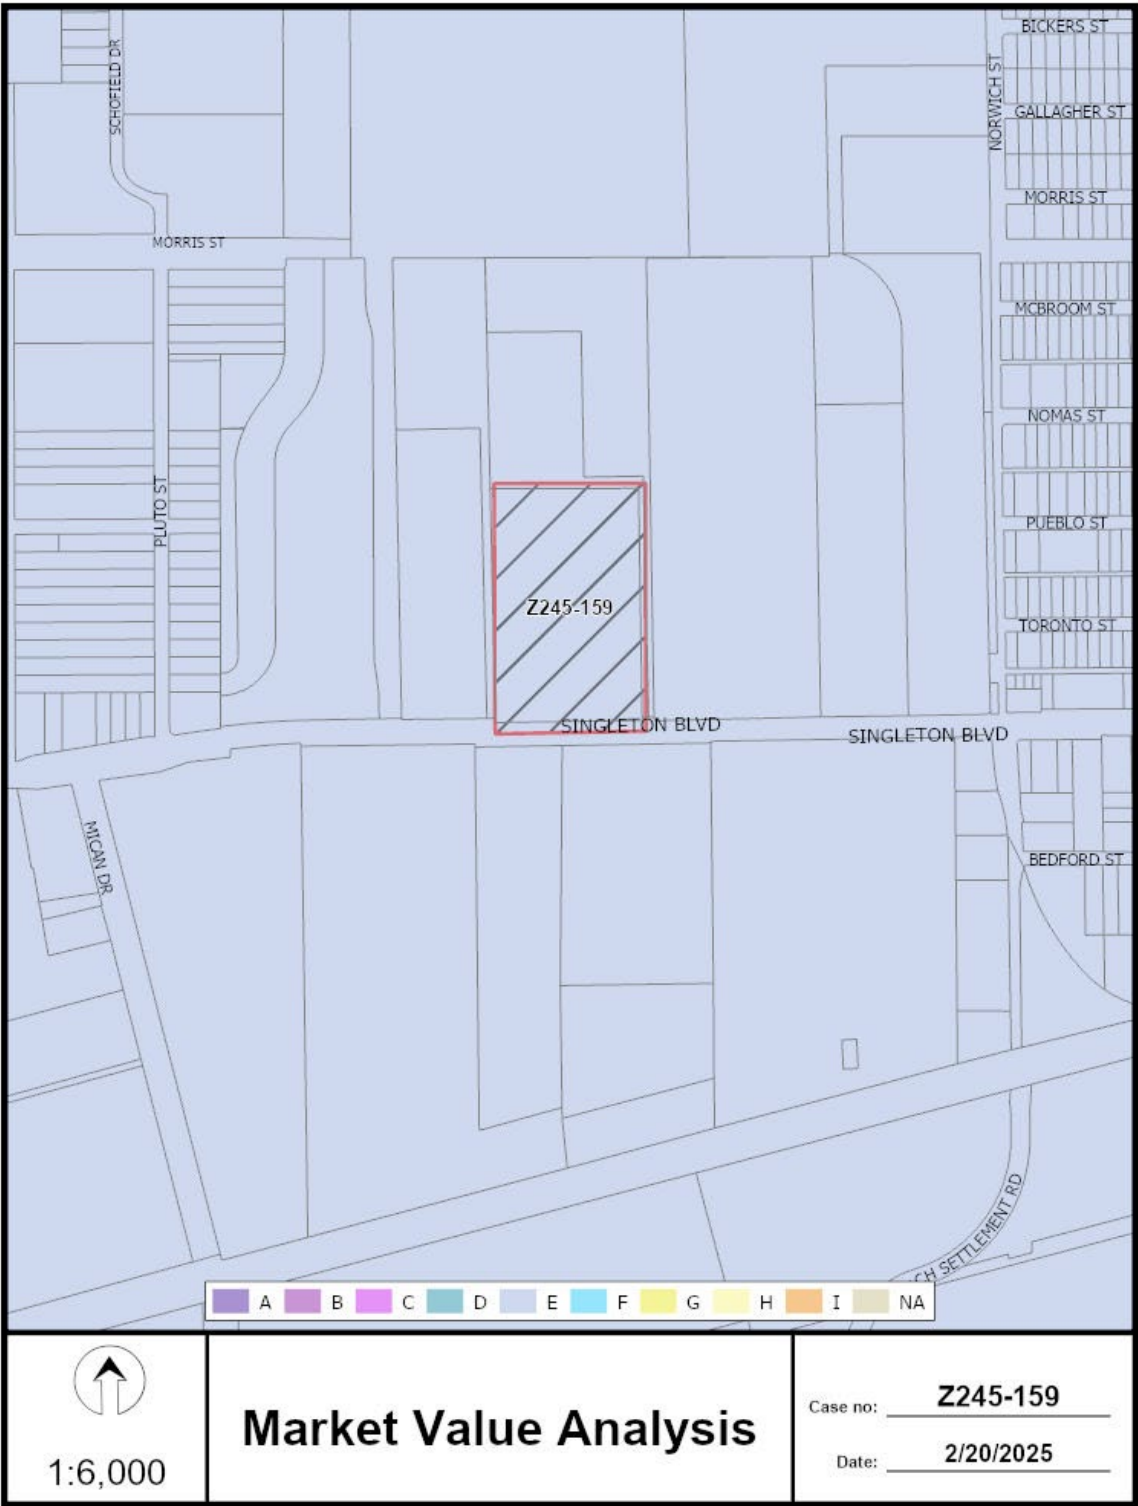 BICKERS ST
SCHOFIELD DR
NORWICH ST
GALLAGHER ST
MORRIS ST
MORRIS ST
MCBROOM ST
NOMAS ST
PLUTO ST
PUEBLO ST
Z245-159
TORONTO ST
SINGLETON BLVD
SINGLETON BLVD
MICAN DR
BEDFORD ST
CH SETTLEMENT RD
A B C D E F G H I NA
1:6,000
Market Value Analysis
Case no: Z245-159
Date: 2/20/2025